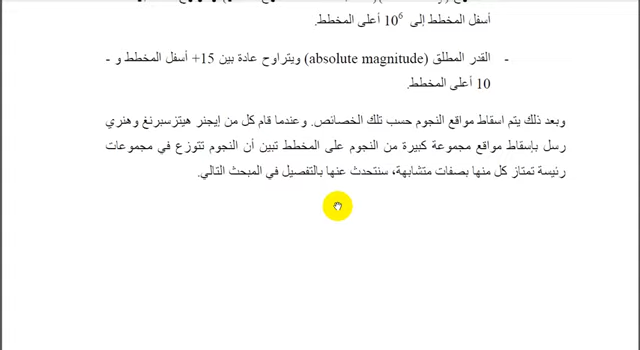 أسفل المخطط إلى 10⁶ أعلى المخطط.
- القدر المطلق (absolute magnitude) ويتراوح عادة بين 15+ أسفل المخطط و -
10 أعلى المخطط.
وبعد ذلك يتم اسقاط مواقع النجوم حسب تلك الخصائص. وعندما قام كل من إيجنر هيتزسبرنغ وهنري
رسل بإسقاط مواقع مجموعة كبيرة من النجوم على المخطط تبين أن النجوم تتوزع في مجموعات
رئيسة تمتاز كل منها بصفات متشابهة، سنتحدث عنها بالتفصيل في المبحث التالي.